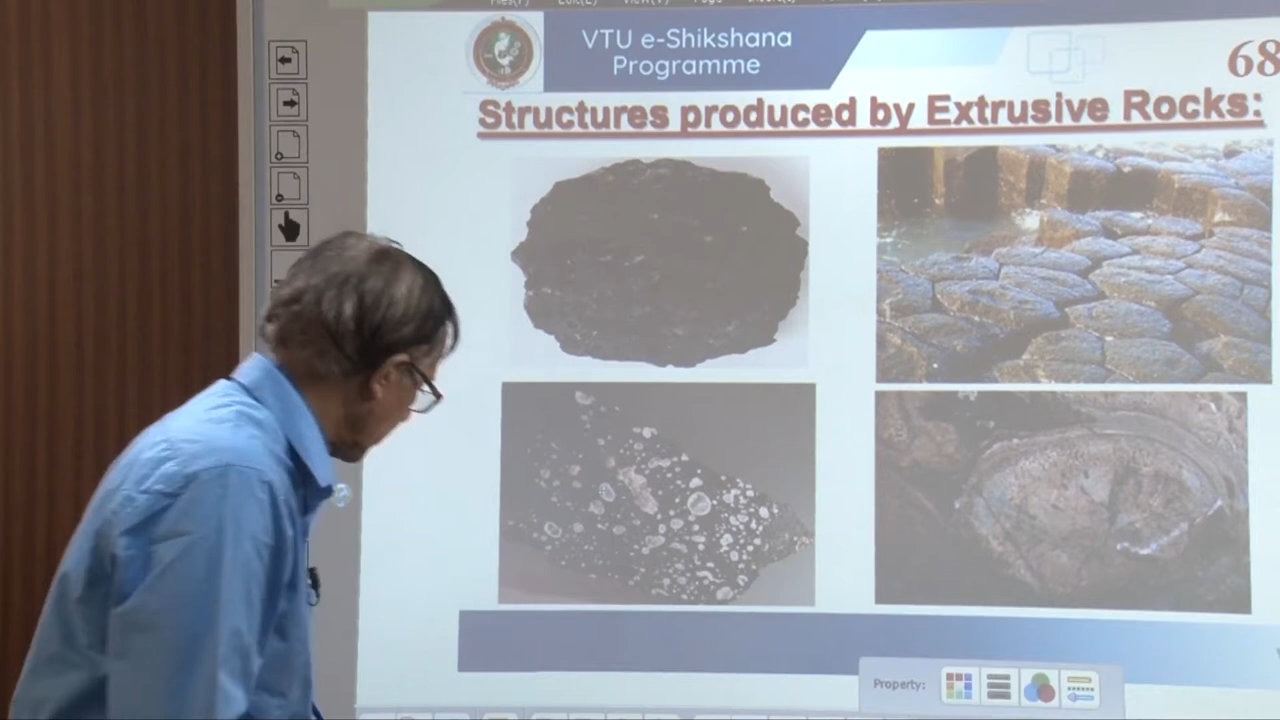 VTU e-Shikshana
Programme
68
Structures produced by Extrusive Rocks:
Property: